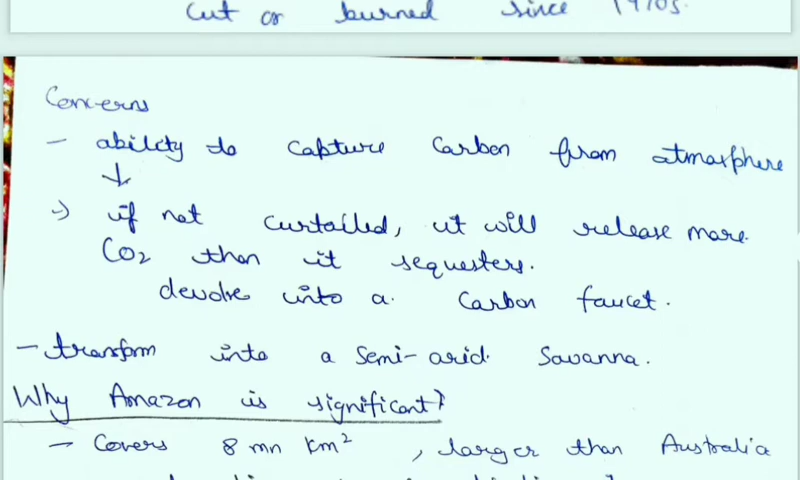 cut or burned since 1970s.
Concerns
- ability to capture carbon from atmosphere ↓
→ if not curtailed, it will release more
CO2 than it sequesters.
devolve into a carbon faucet.
- transform into a semi-arid savanna.
Why Amazon is significant?
- Covers 8 mn km², larger than Australia